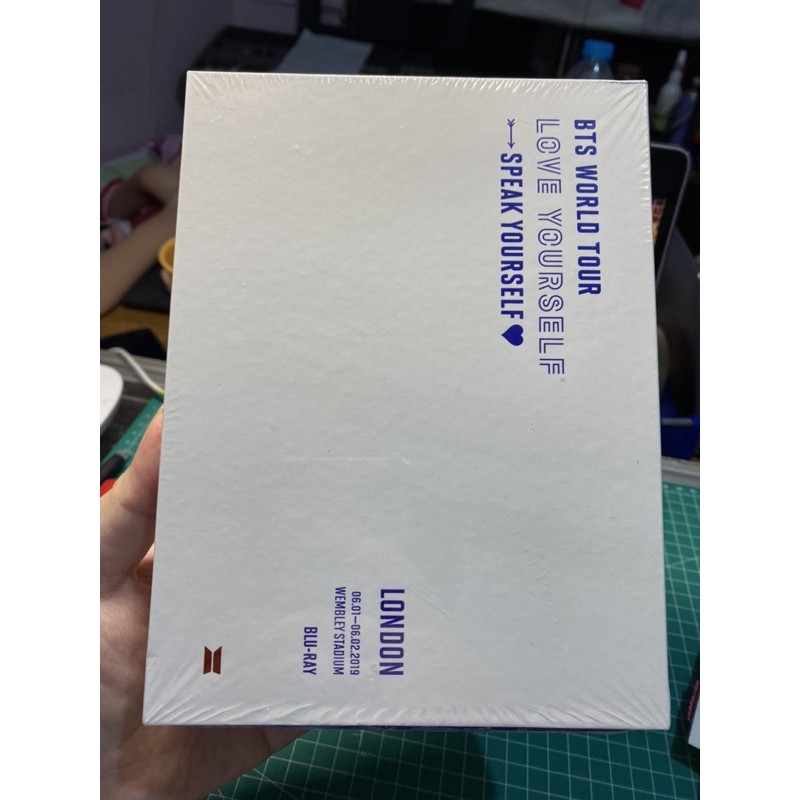 BTS WORLD TOUR
LOVE YOURSELF
SPEAK YOURSELF
LONDON
06.01—06.02.2019
WEMBLEY STADIUM
BLU-RAY